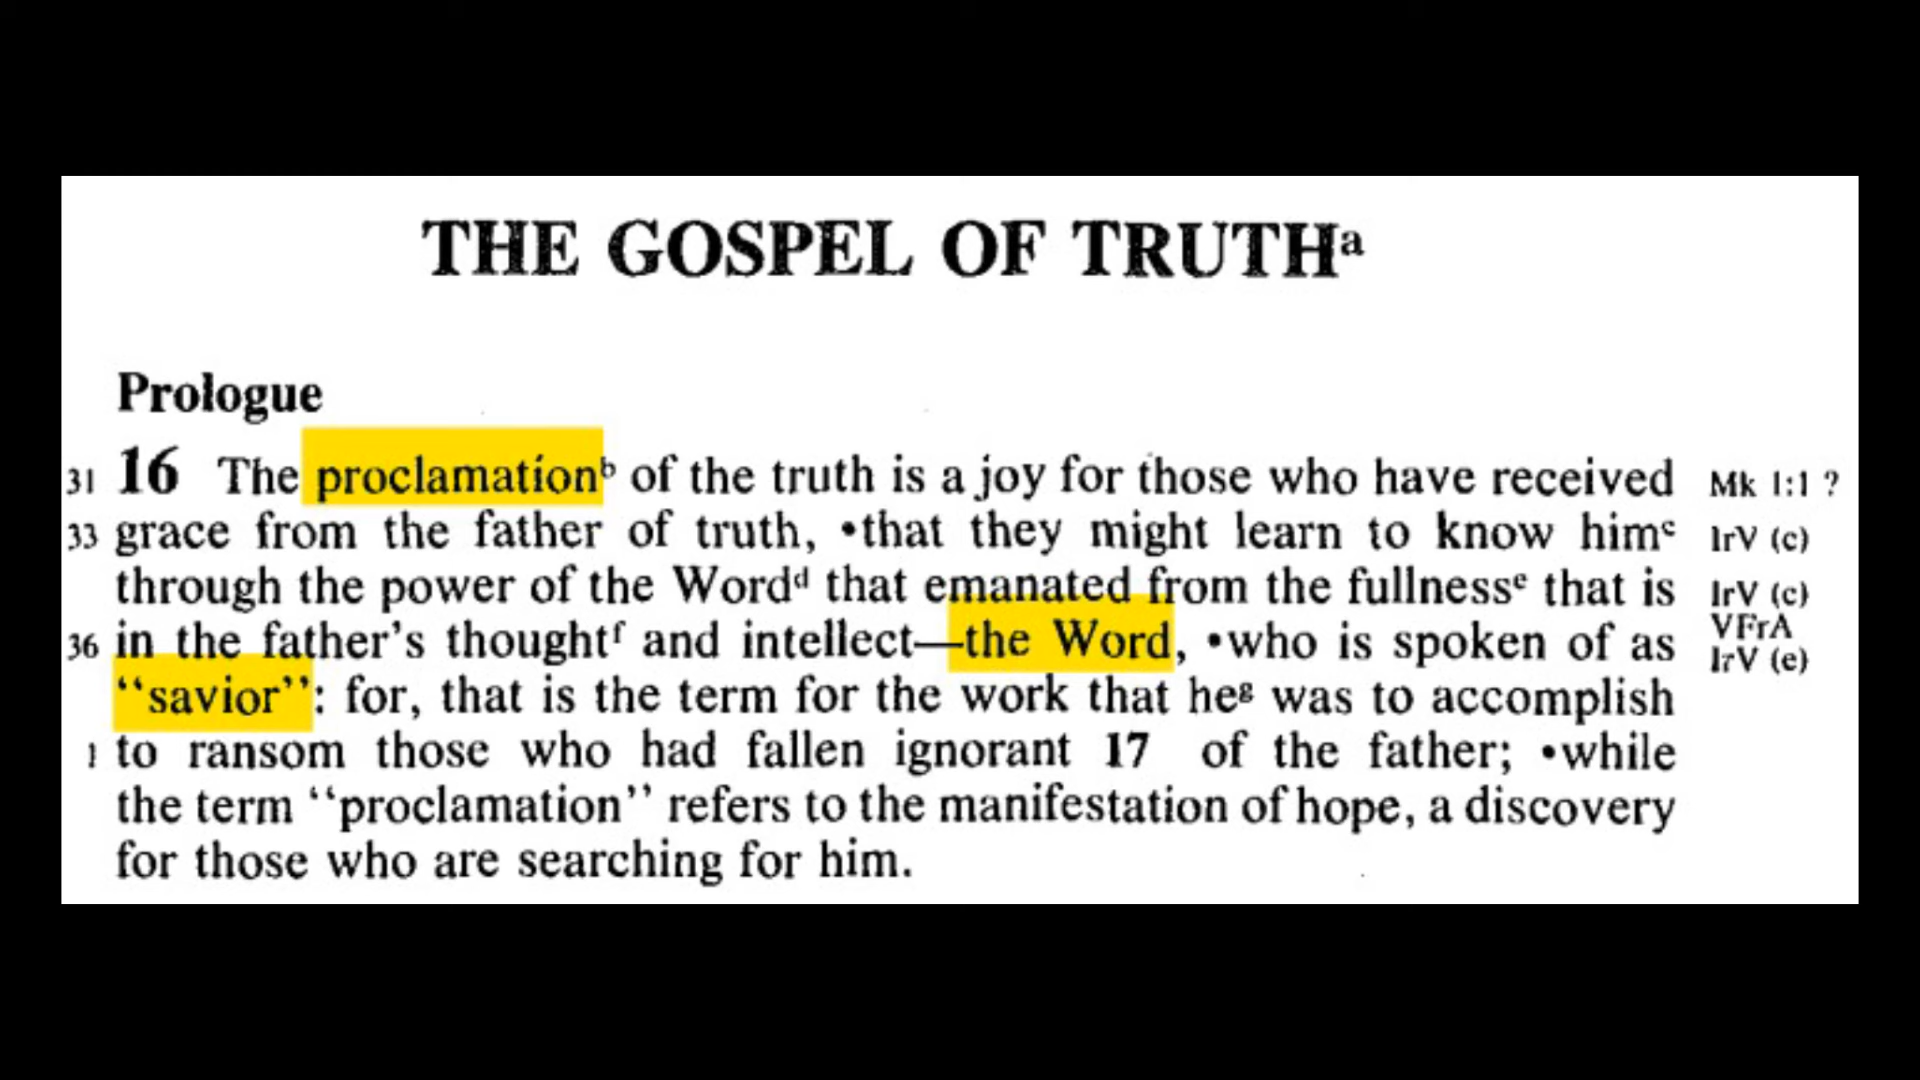 THE GOSPEL OF TRUTHᵃ
Prologue
31 16 The proclamationᵇ of the truth is a joy for those who have received Mk 1:1 ?
33 grace from the father of truth, •that they might learn to know himᶜ IrV (c)
through the power of the Wordᵈ that emanated from the fullnessᵉ that is IrV (c)
VFrA
36 in the father's thoughtᶠ and intellect—the Word, •who is spoken of as IrV (e)
“savior”: for, that is the term for the work that heᵍ was to accomplish
1 to ransom those who had fallen ignorant 17 of the father; •while
the term “proclamation” refers to the manifestation of hope, a discovery
for those who are searching for him.